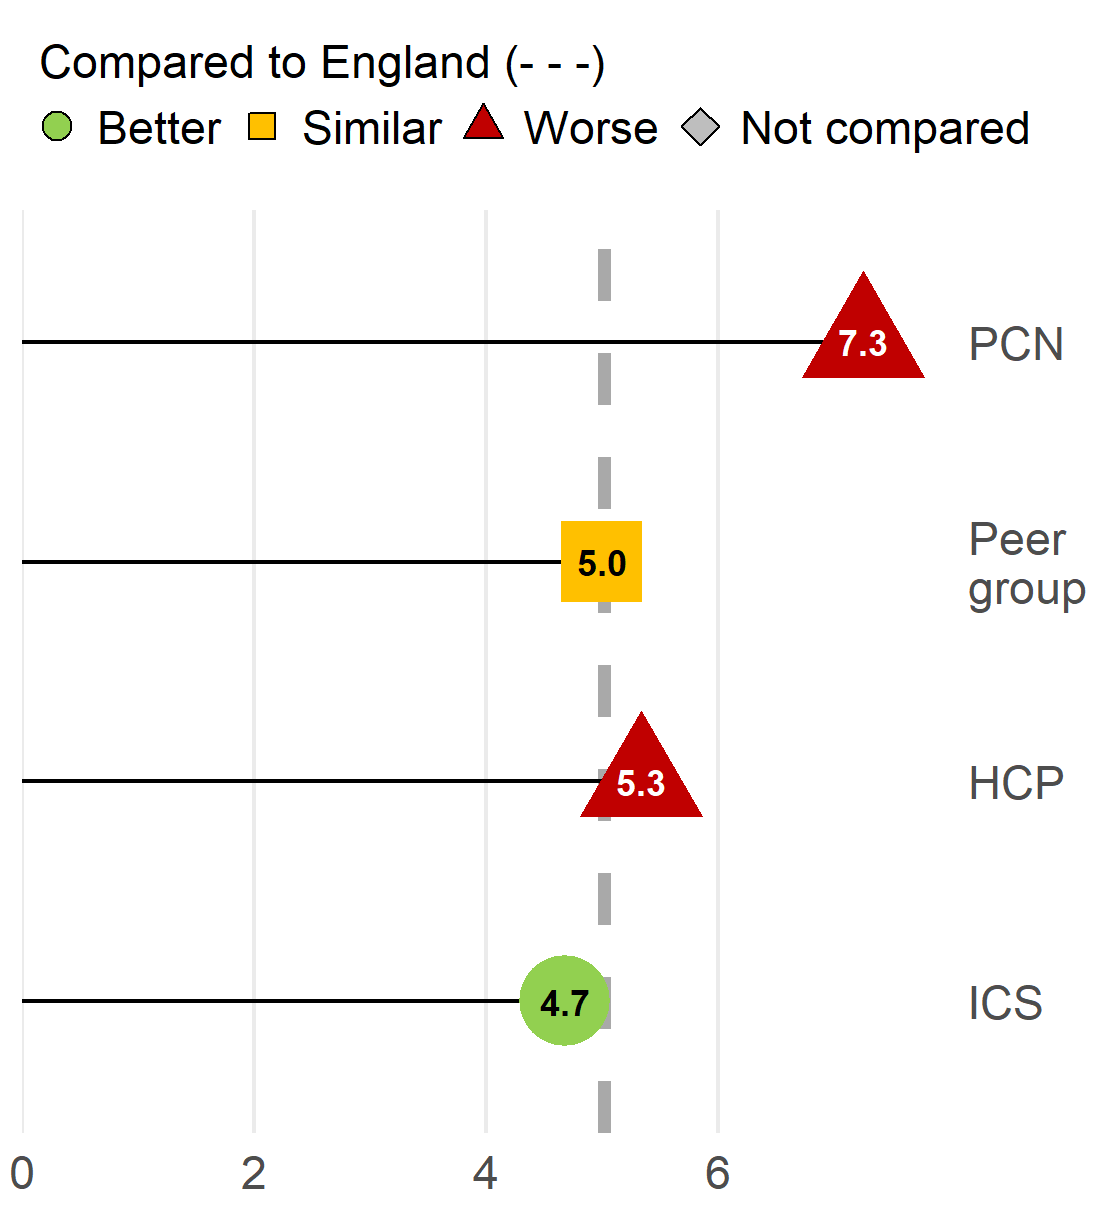 Compared to England (- - -)
Better Similar Worse Not compared
7.3 PCN
5.0 Peer
group
5.3 HCP
4.7 ICS
0 2 4 6